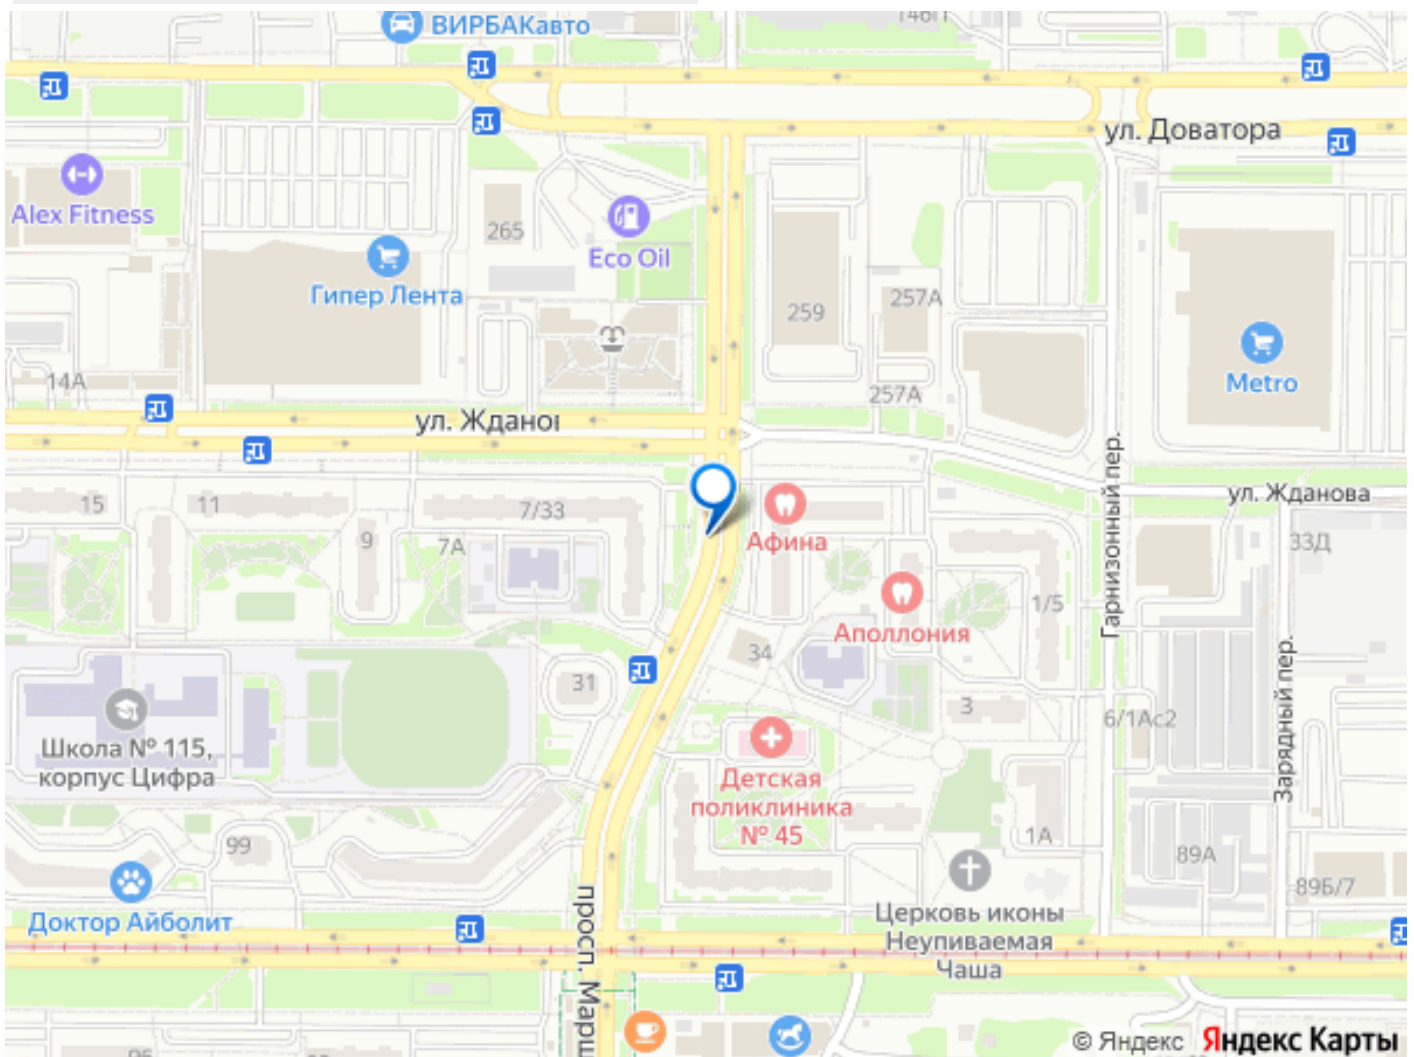 146П
ВИРБАКавто
ул. Доватора
Alex Fitness
265
Eco Oil
Гипер Лента
257А
259
Metro
14А
257А
ул. Ждано
Гарнизонный пер.
ул. Жданова
15
11
7/33
9
7А
Афина
33Д
Аполлония
1/5
34
31
3
6/1Ас2
Зарядный пер.
Школа № 115,
корпус Цифра
Детская
поликлиника
№ 45
99
1А
89А
89Б/7
Доктор Айболит
просп. Марш
Церковь иконы
Неупиваемая
Чаша
© Яндекс Яндекс Карты